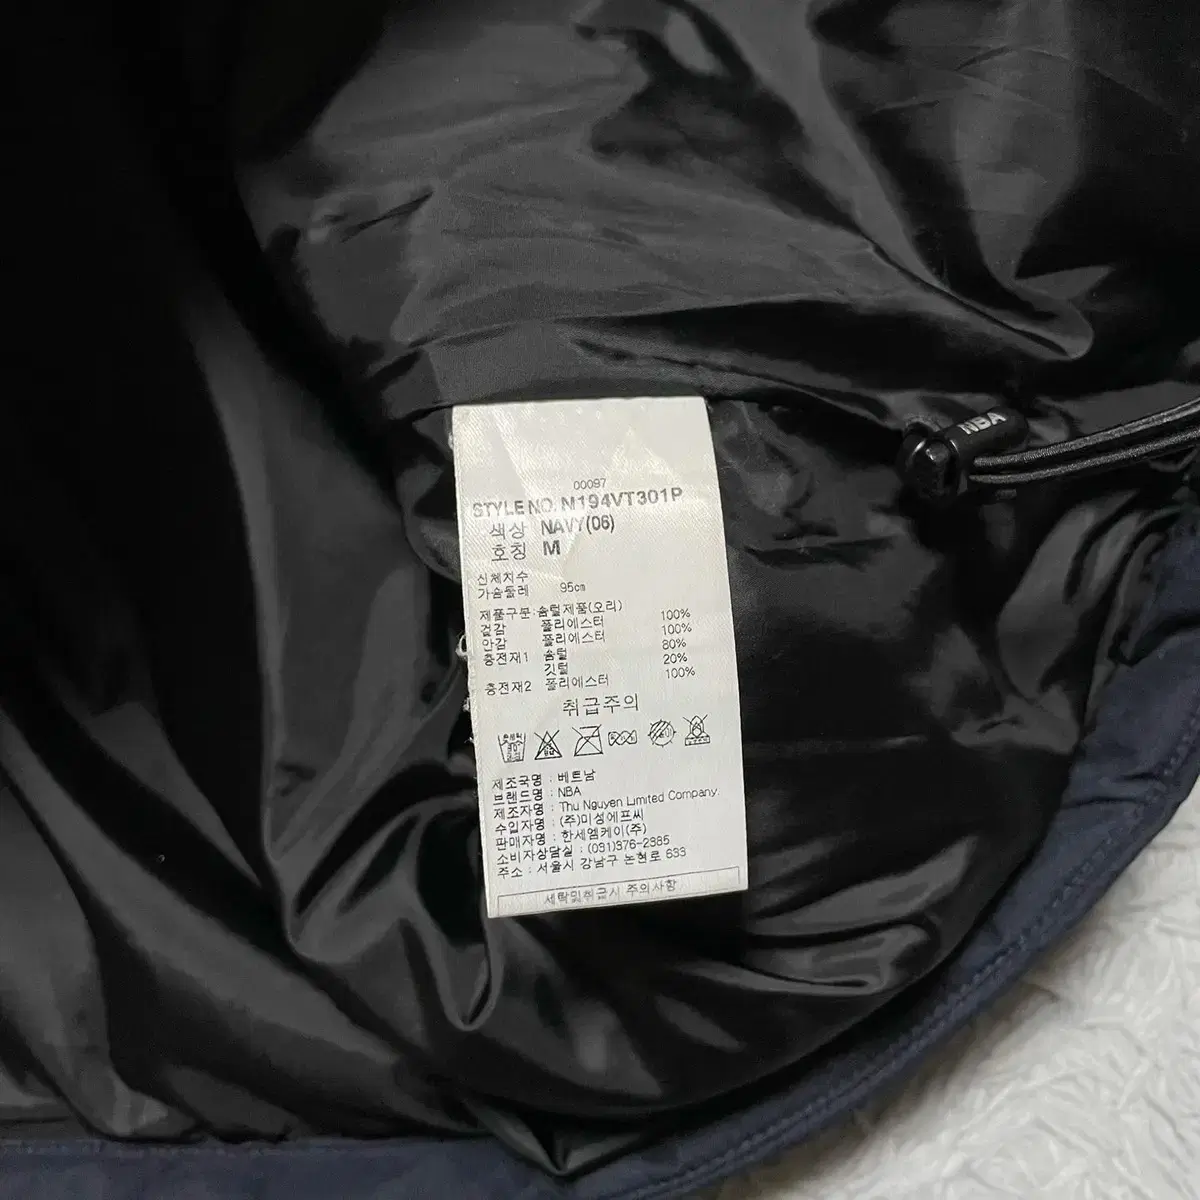 00097
STYLE NO. N194VT301P
색상 NAVY(06)
호칭 M
신체치수
가슴둘레 95cm
제품구분:솜털제품(오리)
겉감 폴리에스터 100%
안감 폴리에스터 100%
충전재1 솜털 80%
깃털 20%
충전재2 폴리에스터 100%
취급주의
제조국명 : 베트남
브랜드명 : NBA
제조자명 : Thu Nguyen Limited Company.
수입자명 : (주)미성에프씨
판매자명 : 한세엠케이(주)
소비자상담실 : (031)376-2385
주소 : 서울시 강남구 논현로 633
세탁및취급시 주의사항
NBA